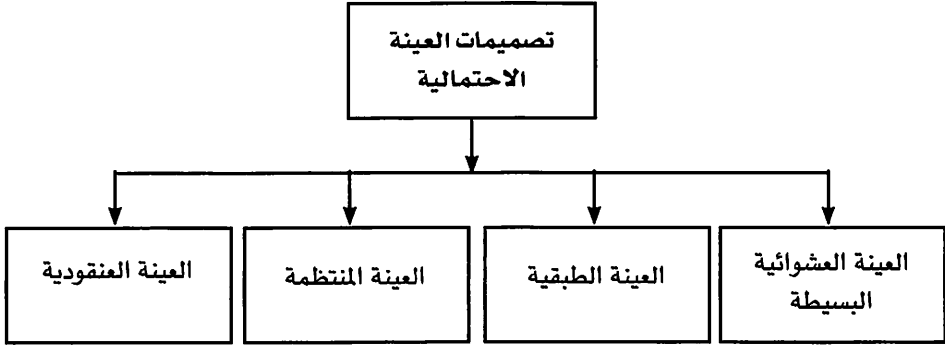 تصميمات العينة
الاحتمالية
العينة العشوائية
البسيطة
العينة الطبقية
العينة المنتظمة
العينة العنقودية